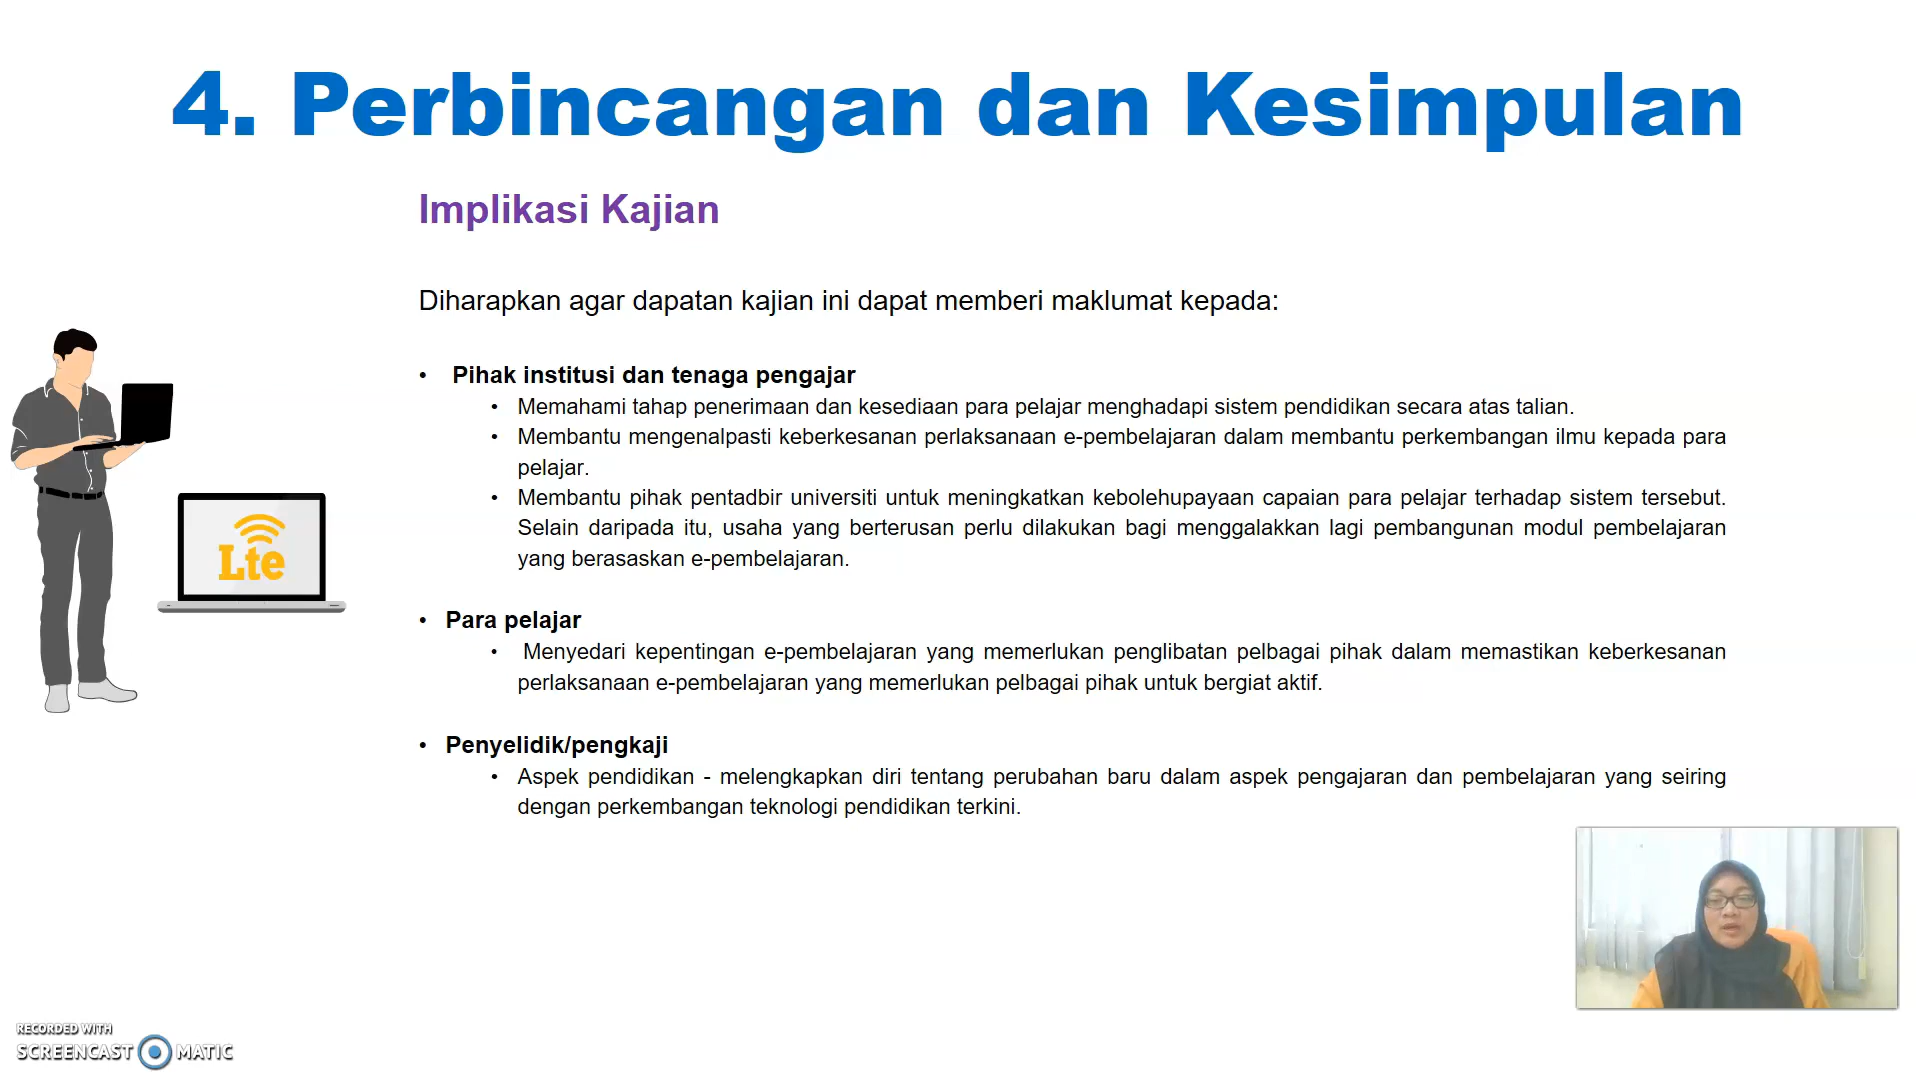 4. Perbincangan dan Kesimpulan
Implikasi Kajian
Diharapkan agar dapatan kajian ini dapat memberi maklumat kepada:
• Pihak institusi dan tenaga pengajar
• Memahami tahap penerimaan dan kesediaan para pelajar menghadapi sistem pendidikan secara atas talian.
• Membantu mengenalpasti keberkesanan perlaksanaan e-pembelajaran dalam membantu perkembangan ilmu kepada para
pelajar.
• Membantu pihak pentadbir universiti untuk meningkatkan kebolehupayaan capaian para pelajar terhadap sistem tersebut.
Selain daripada itu, usaha yang berterusan perlu dilakukan bagi menggalakkan lagi pembangunan modul pembelajaran
yang berasaskan e-pembelajaran.
Lte
• Para pelajar
• Menyedari kepentingan e-pembelajaran yang memerlukan penglibatan pelbagai pihak dalam memastikan keberkesanan
perlaksanaan e-pembelajaran yang memerlukan pelbagai pihak untuk bergiat aktif.
• Penyelidik/pengkaji
• Aspek pendidikan - melengkapkan diri tentang perubahan baru dalam aspek pengajaran dan pembelajaran yang seiring
dengan perkembangan teknologi pendidikan terkini.
RECORDED WITH
SCREENCAST MATIC